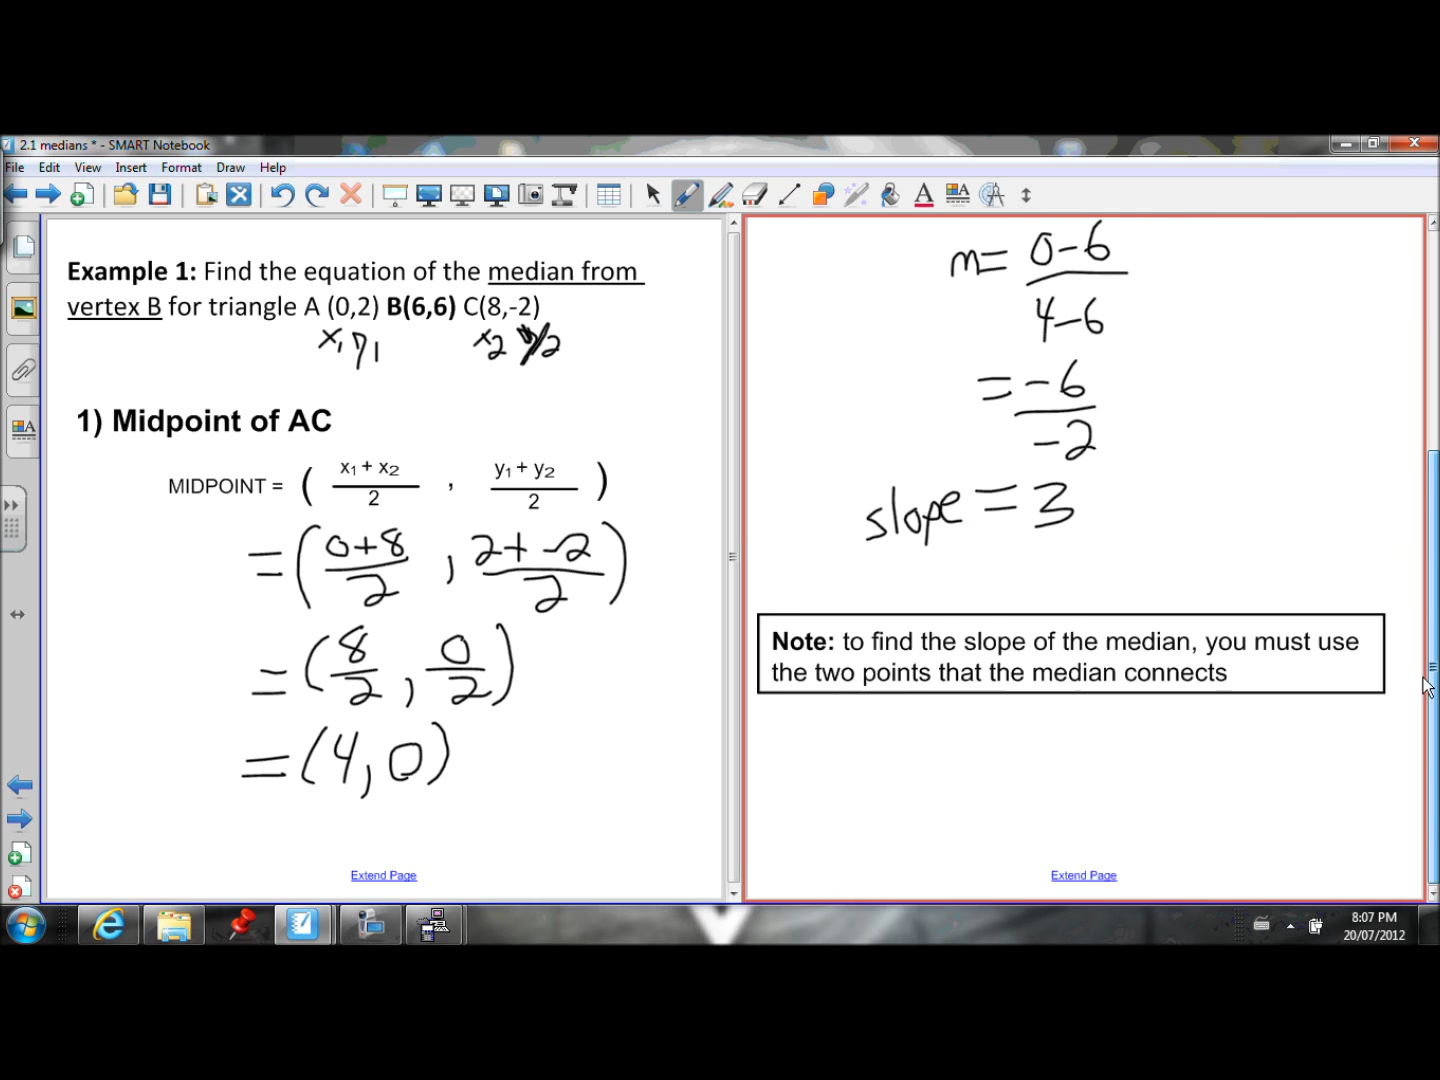 2.1 medians * - SMART Notebook
File Edit View Insert Format Draw Help
Example 1: Find the equation of the median from
vertex B for triangle A (0,2) B(6,6) C(8,-2)
x₁ y₁ x₂ y₂
1) Midpoint of AC
MIDPOINT = ( x₁ + x₂ / 2 , y₁ + y₂ / 2 )
= ( 0+8 / 2 , 2+ -2 / 2 )
= ( 8 / 2 , 0 / 2 )
= (4, 0)
Extend Page
m = 0-6 / 4-6
= -6 / -2
slope = 3
Note: to find the slope of the median, you must use
the two points that the median connects
Extend Page
8:07 PM
20/07/2012